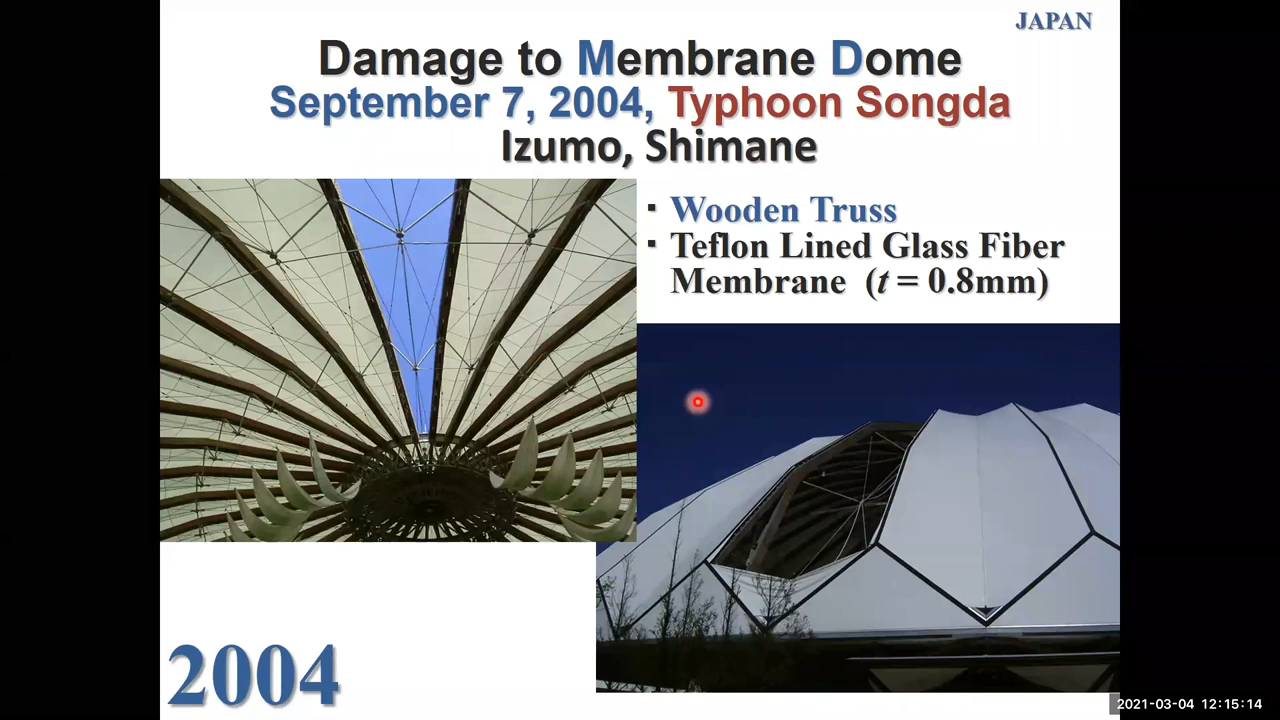 JAPAN
Damage to Membrane Dome
September 7, 2004, Typhoon Songda
Izumo, Shimane
▪ Wooden Truss
▪ Teflon Lined Glass Fiber
Membrane (t = 0.8mm)
2004
2021-03-04 12:15:14